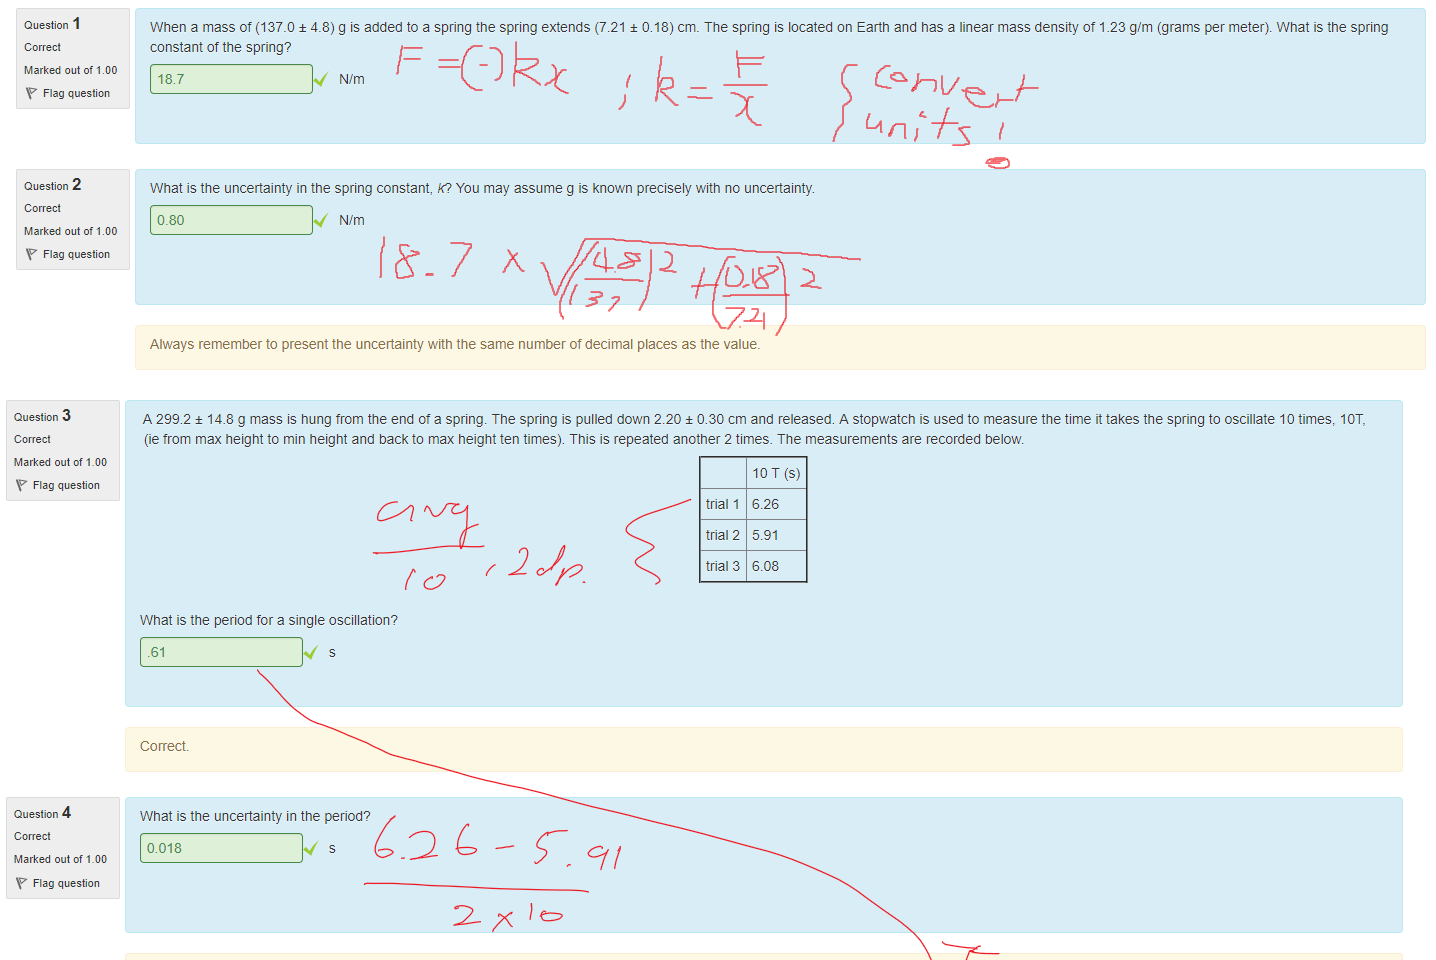 Question 1
Correct
Marked out of 1.00
Flag question
When a mass of (137.0 ± 4.8) g is added to a spring the spring extends (7.21 ± 0.18) cm. The spring is located on Earth and has a linear mass density of 1.23 g/m (grams per meter). What is the spring
constant of the spring?
18.7 N/m
F = (-) kx ; k = F/x { convert
units!
Question 2
Correct
Marked out of 1.00
Flag question
What is the uncertainty in the spring constant, k? You may assume g is known precisely with no uncertainty.
0.80 N/m
18.7 x √(4.8/137)2 + (0.18/7.21)2
Always remember to present the uncertainty with the same number of decimal places as the value.
Question 3
Correct
Marked out of 1.00
Flag question
A 299.2 ± 14.8 g mass is hung from the end of a spring. The spring is pulled down 2.20 ± 0.30 cm and released. A stopwatch is used to measure the time it takes the spring to oscillate 10 times, 10T,
(ie from max height to min height and back to max height ten times). This is repeated another 2 times. The measurements are recorded below.
10 T (s)
trial 1 6.26
trial 2 5.91
trial 3 6.08
avg/10 , 2dp.
What is the period for a single oscillation?
.61 s
Correct.
Question 4
Correct
Marked out of 1.00
Flag question
What is the uncertainty in the period?
0.018 s
6.26 - 5.91
2 x 10